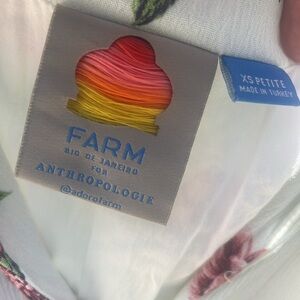 FARM
RIO DE JANEIRO
FOR
ANTHROPOLOGIE
@adorofarm
XS PETITE
MADE IN TURKEY